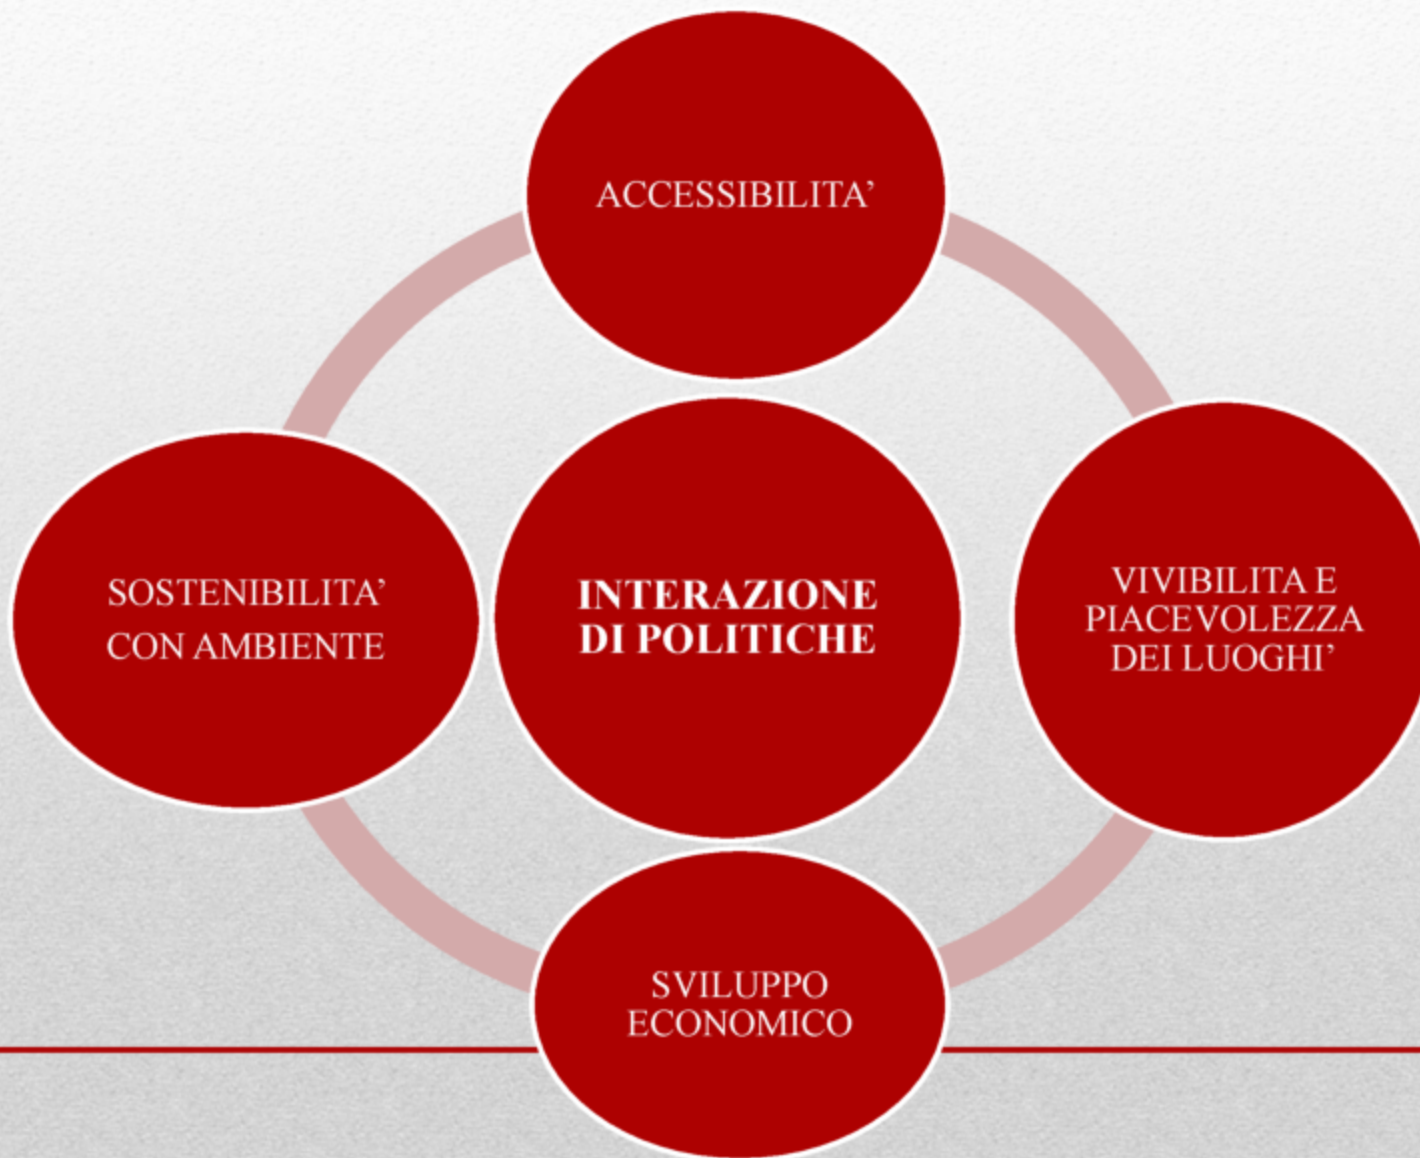 ACCESSIBILITA’
SOSTENIBILITA’
CON AMBIENTE
INTERAZIONE
DI POLITICHE
VIVIBILITA E
PIACEVOLEZZA
DEI LUOGHI’
SVILUPPO
ECONOMICO